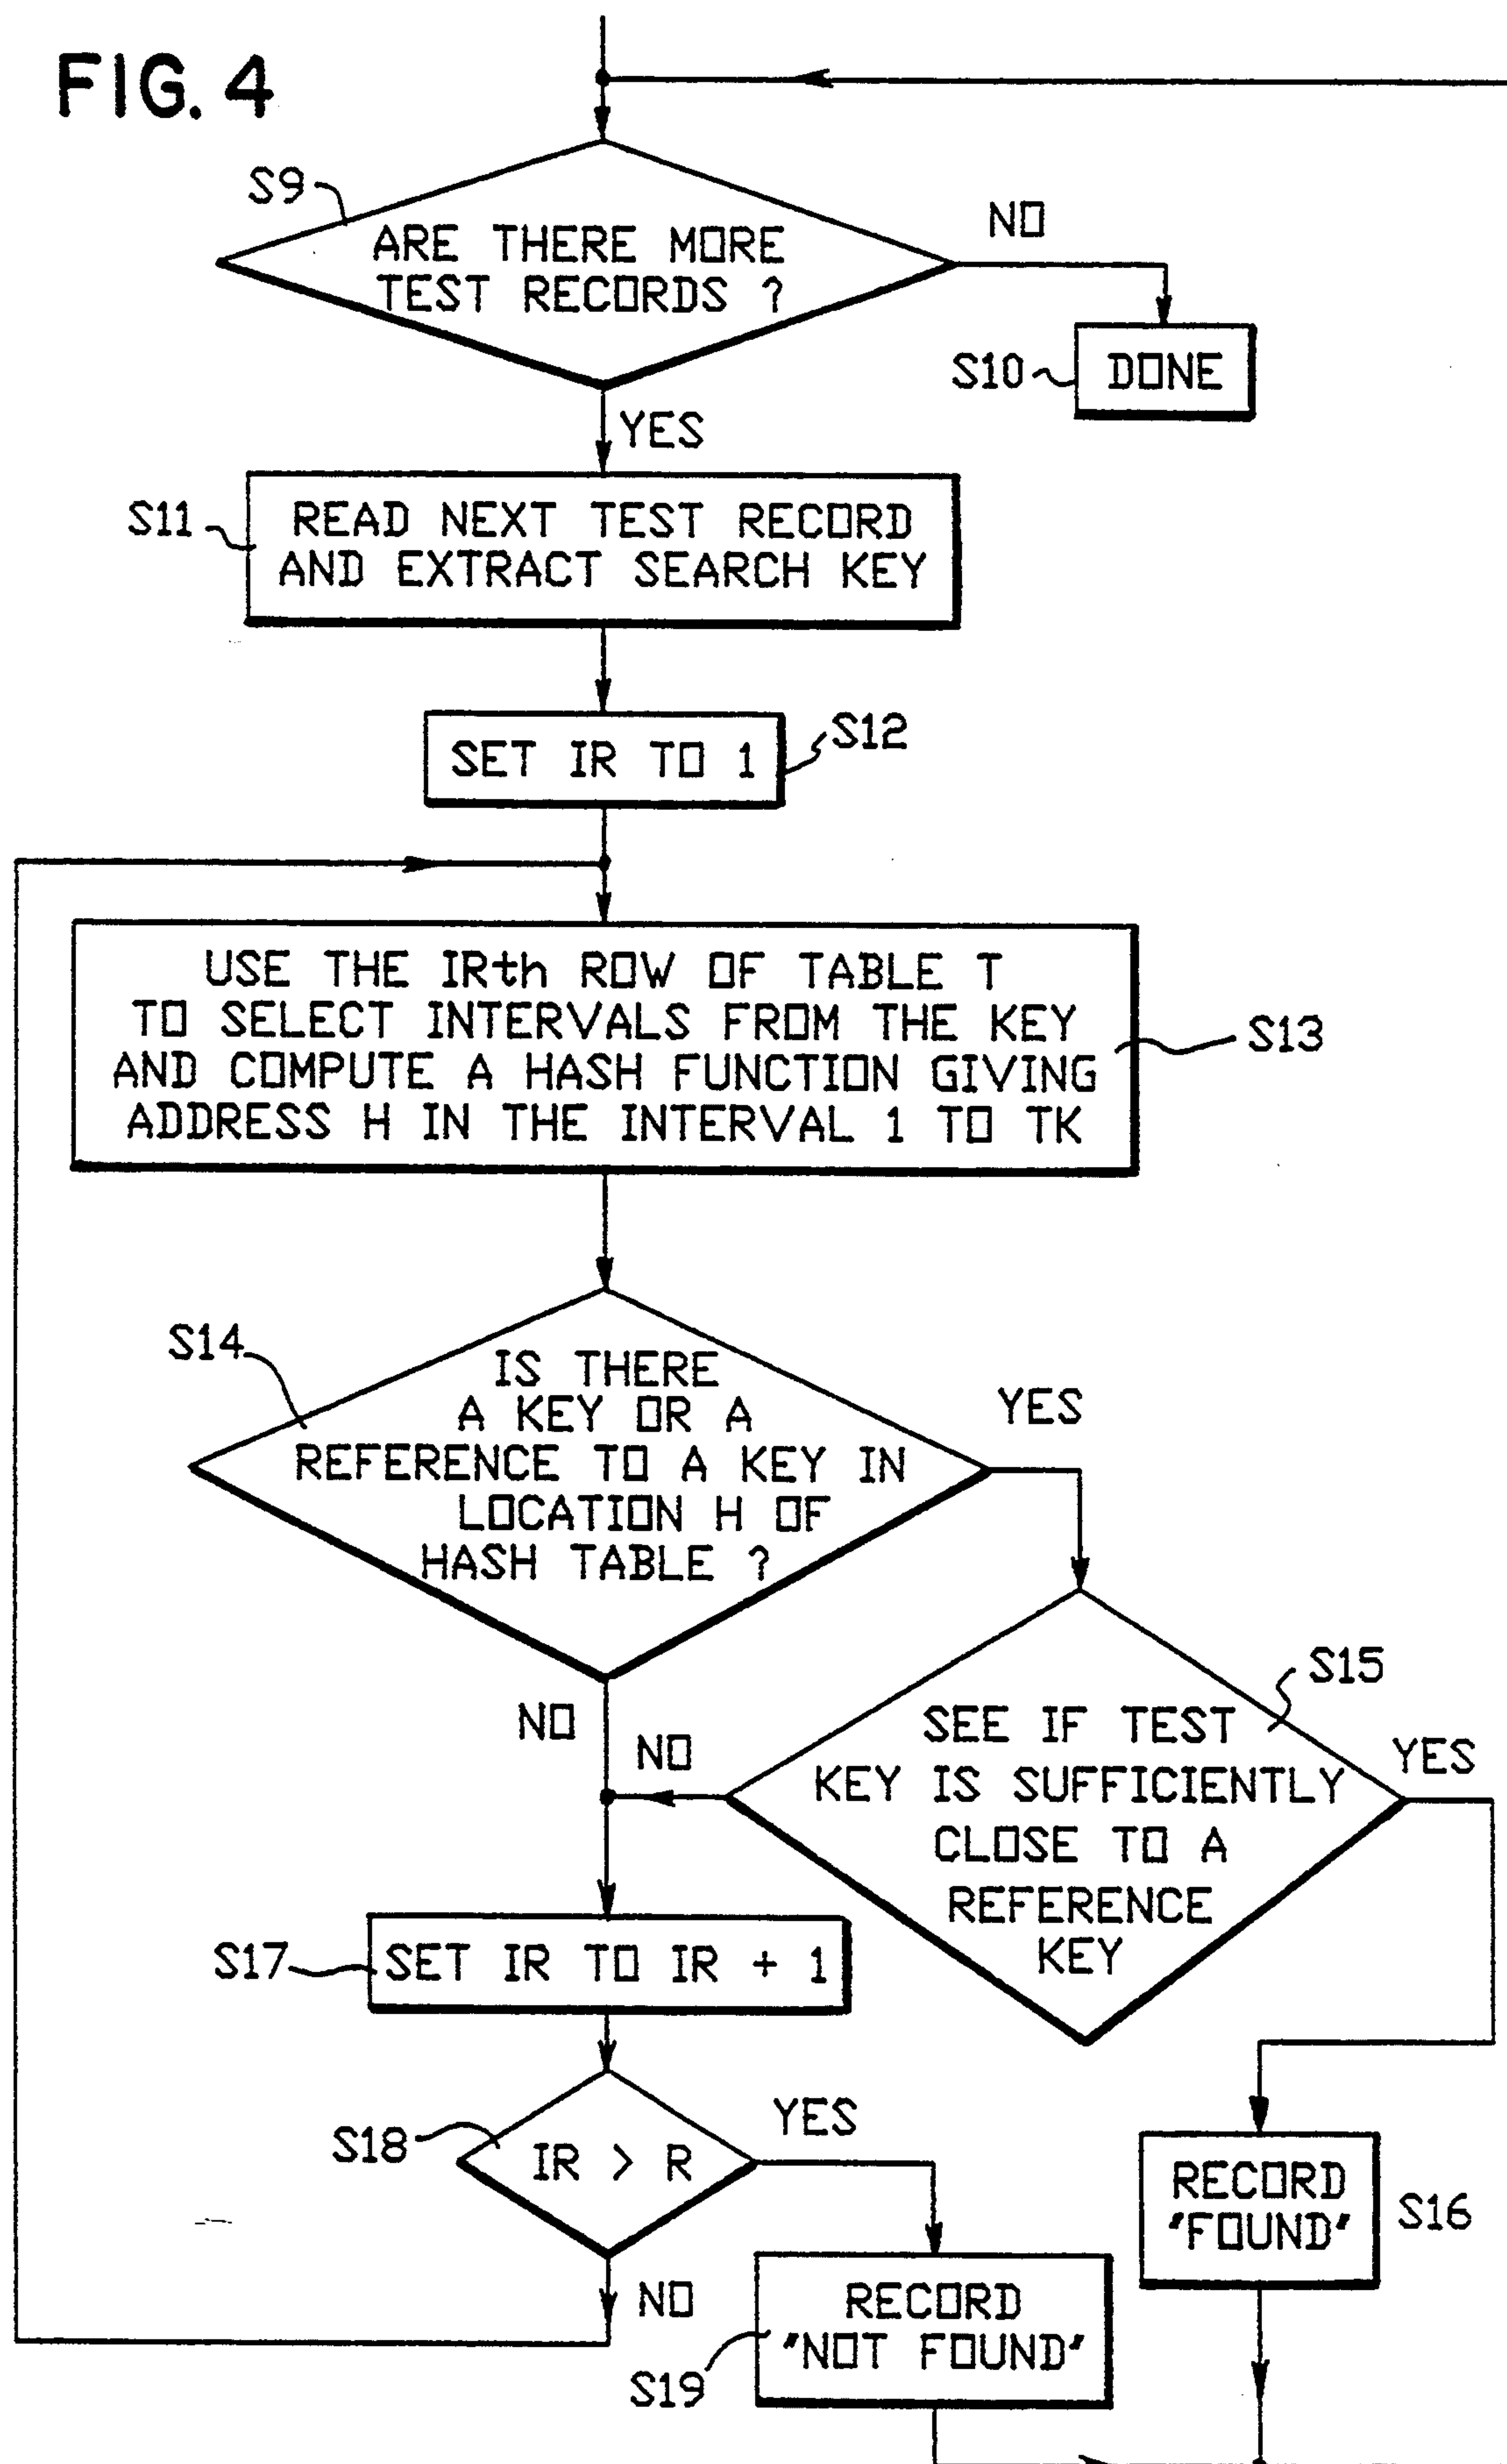 FIG. 4
S9
ARE THERE MORE
TEST RECORDS ?
NO
S10
DONE
YES
S11
READ NEXT TEST RECORD
AND EXTRACT SEARCH KEY
SET IR TO 1
S12
USE THE IRth ROW OF TABLE T
TO SELECT INTERVALS FROM THE KEY
AND COMPUTE A HASH FUNCTION GIVING
ADDRESS H IN THE INTERVAL 1 TO TK
S13
S14
IS THERE
A KEY OR A
REFERENCE TO A KEY IN
LOCATION H OF
HASH TABLE ?
YES
NO
NO
S15
SEE IF TEST
KEY IS SUFFICIENTLY
CLOSE TO A
REFERENCE
KEY
YES
S17
SET IR TO IR + 1
S18
IR > R
YES
NO
RECORD
"FOUND"
S16
RECORD
"NOT FOUND"
S19